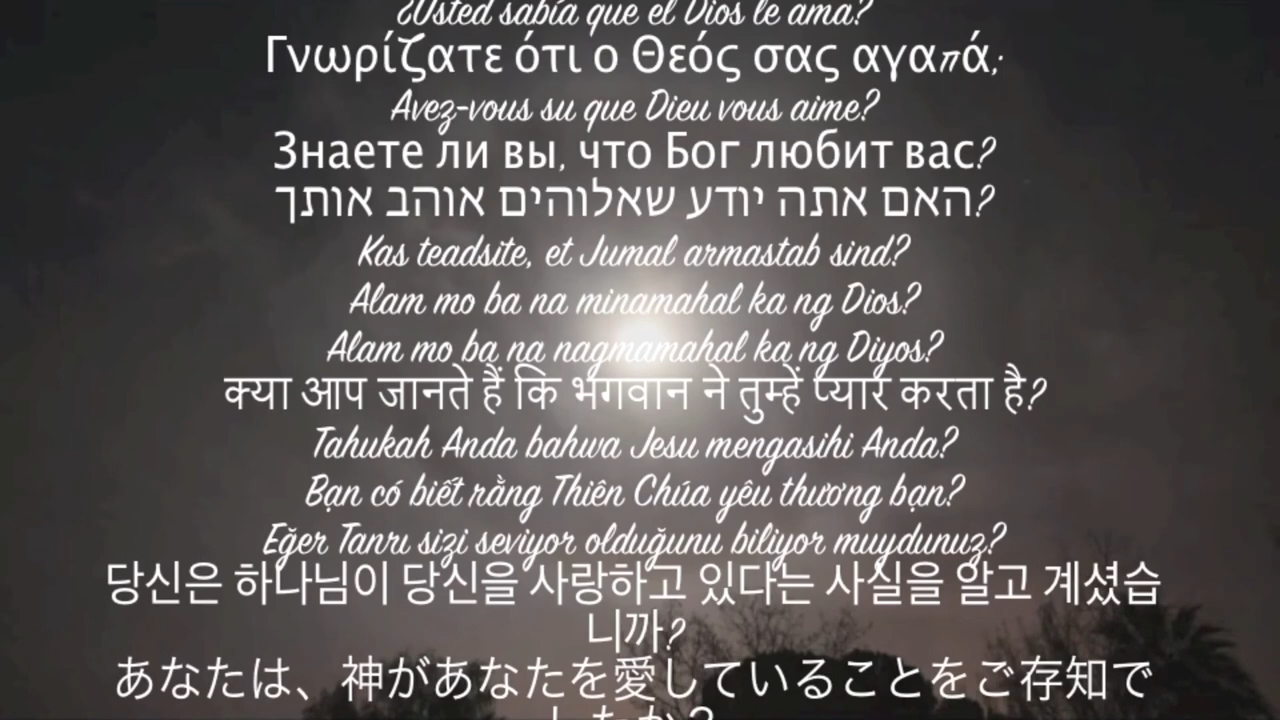 ¿Usted sabía que el Dios le ama?
Γνωρίζατε ότι ο Θεός σας αγαπά;
Avez-vous su que Dieu vous aime?
Знаете ли вы, что Бог любит вас?
האם אתה יודע שאלוהים אוהב אותך?
Kas teadsite, et Jumal armastab sind?
Alam mo ba na minamahal ka ng Dios?
Alam mo ba na nagmamahal ka ng Diyos?
क्या आप जानते हैं कि भगवान ने तुम्हें प्यार करता है?
Tahukah Anda bahwa Jesu mengasihi Anda?
Bạn có biết rằng Thiên Chúa yêu thương bạn?
Eğer Tanrı sizi seviyor olduğunu biliyor muydunuz?
당신은 하나님이 당신을 사랑하고 있다는 사실을 알고 계셨습
니까?
あなたは、神があなたを愛していることをご存知で
したか？